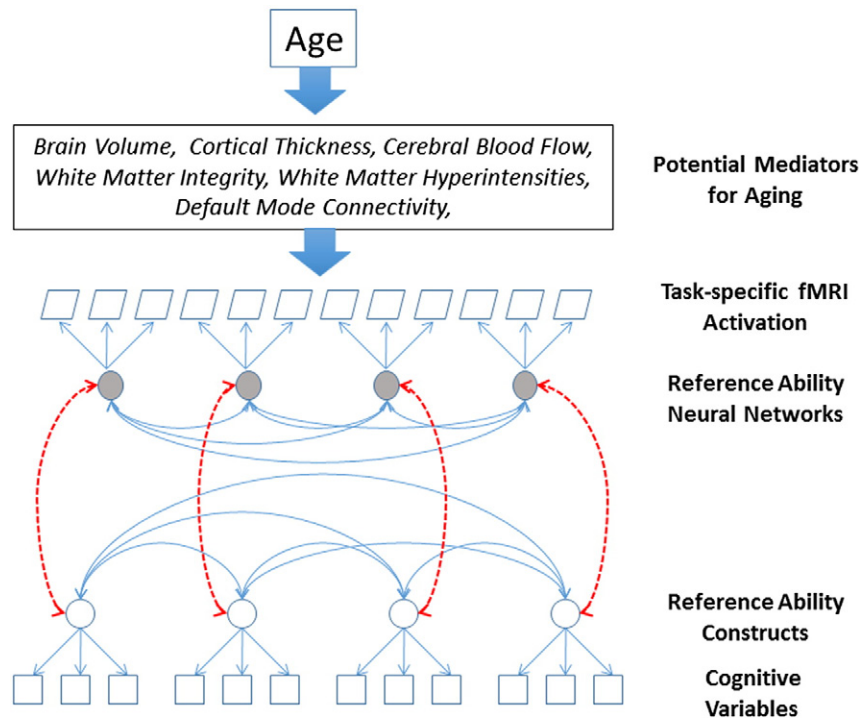 Age
Brain Volume, Cortical Thickness, Cerebral Blood Flow,
White Matter Integrity, White Matter Hyperintensities,
Default Mode Connectivity,
Potential Mediators
for Aging
Task-specific fMRI
Activation
Reference Ability
Neural Networks
Reference Ability
Constructs
Cognitive
Variables